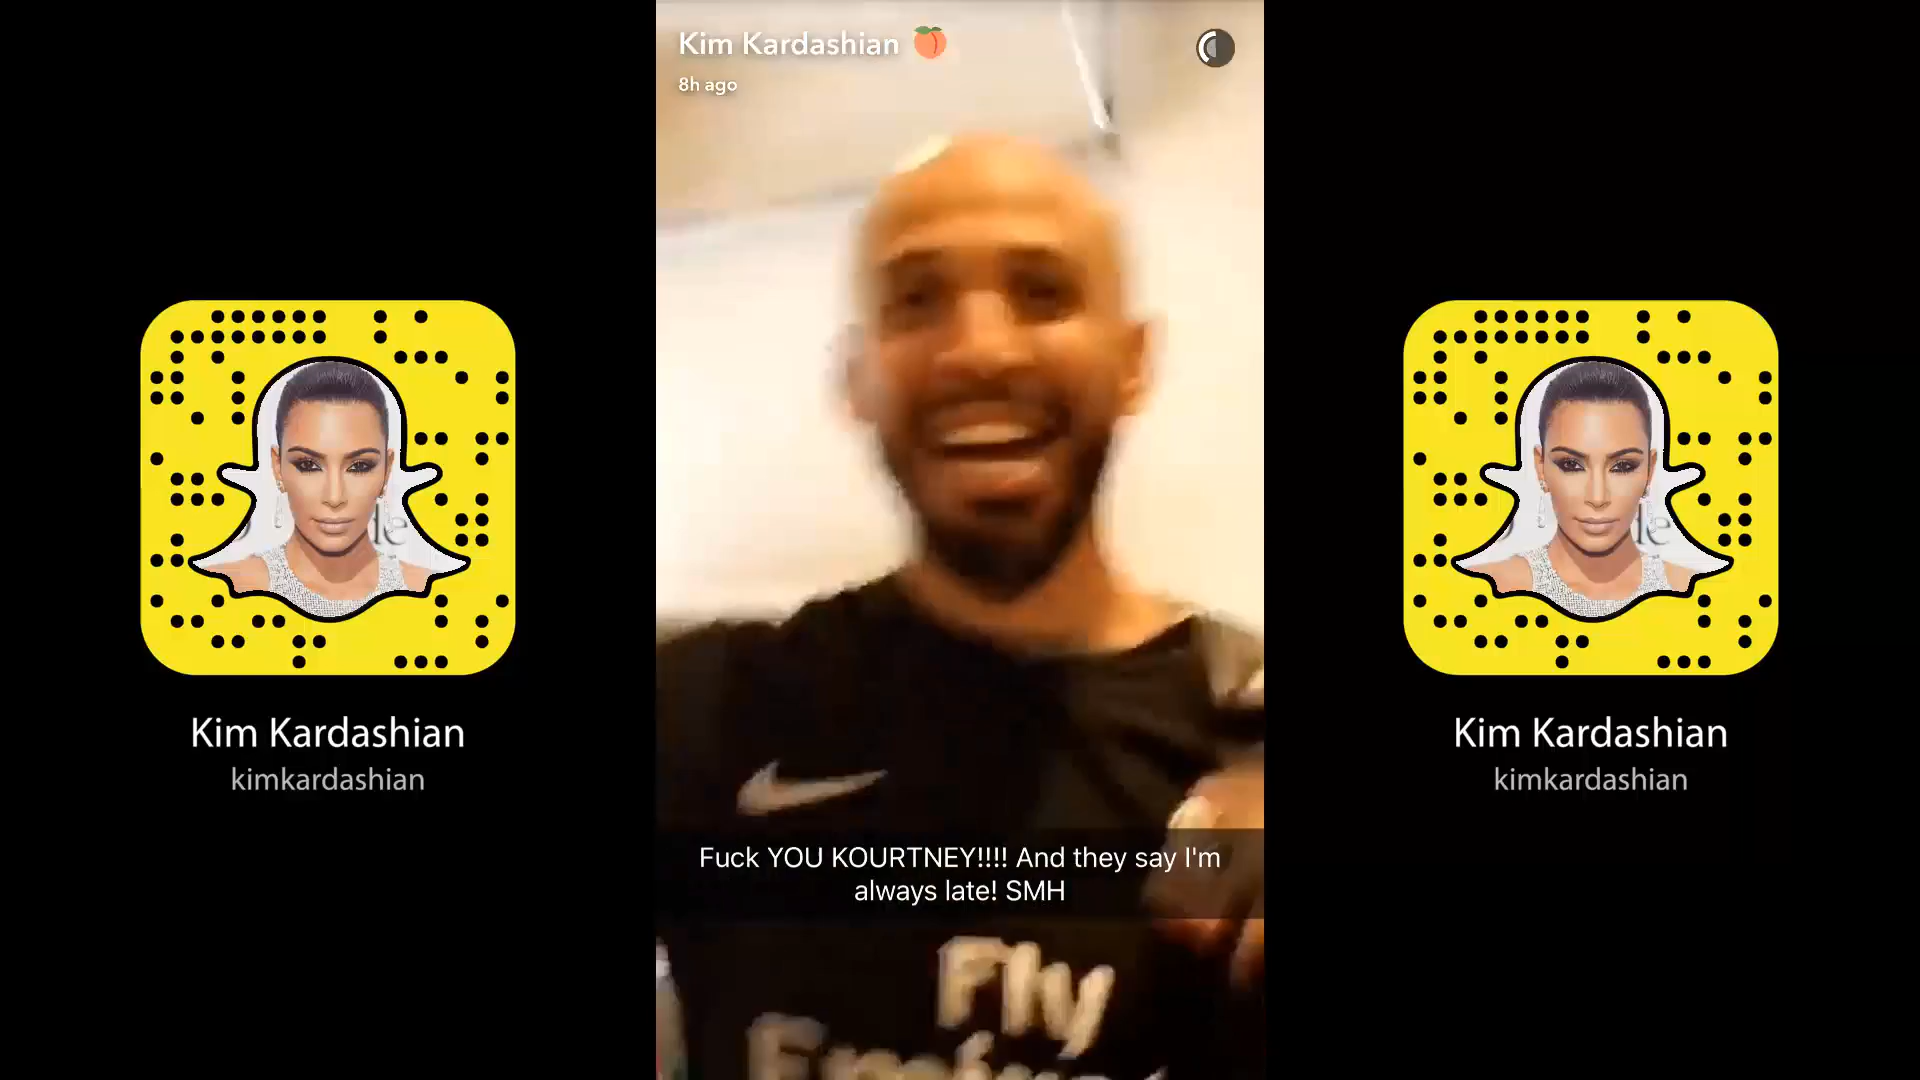 Kim Kardashian 🍑
8h ago
Kim Kardashian
kimkardashian
Fuck YOU KOURTNEY!!!! And they say I'm
always late! SMH
Fly
Kim Kardashian
kimkardashian